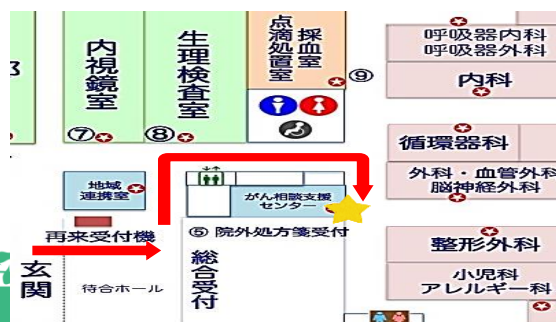 3
内視鏡室
⑦
生理検査室
⑧
点滴処置室
採血室
⑨
呼吸器内科
呼吸器外科
内科
循環器科
外科・血管外科
脳神経外科
整形外科
小児科
アレルギー科
地域
連携室
がん相談支援
センター
再来受付機
⑤ 院外処方箋受付
総合受付
玄関
待合ホール